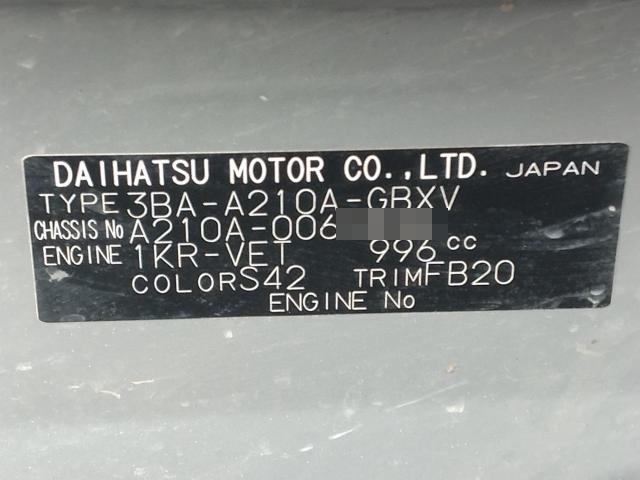 DAIHATSU MOTOR CO.,LTD. JAPAN
TYPE 3BA-A210A-GBXV
CHASSIS No A210A-006
ENGINE 1KR-VET 996 cc
COLOR S42 TRIM FB20
ENGINE No